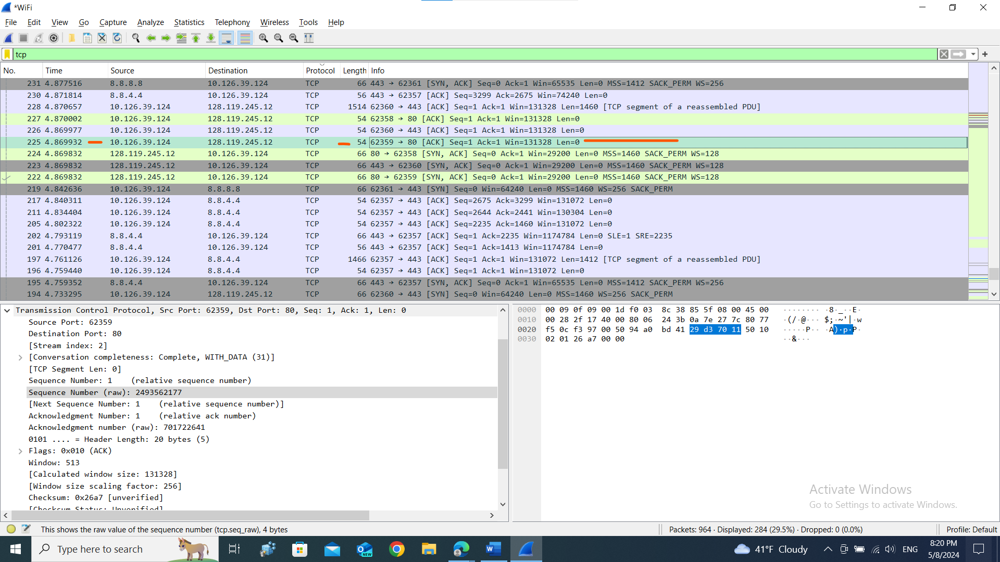 *WiFi
File Edit View Go Capture Analyze Statistics Telephony Wireless Tools Help
tcp
No. Time Source Destination Protocol Length Info
231 4.877516 8.8.8.8 10.126.39.124 TCP 66 443 → 62361 [SYN, ACK] Seq=0 Ack=1 Win=65535 Len=0 MSS=1412 SACK_PERM WS=256
230 4.871814 8.8.4.4 10.126.39.124 TCP 56 443 → 62357 [ACK] Seq=3299 Ack=2675 Win=74240 Len=0
228 4.870657 10.126.39.124 128.119.245.12 TCP 1514 62360 → 443 [ACK] Seq=1 Ack=1 Win=131328 Len=1460 [TCP segment of a reassembled PDU]
227 4.870002 10.126.39.124 128.119.245.12 TCP 54 62358 → 80 [ACK] Seq=1 Ack=1 Win=131328 Len=0
226 4.869977 10.126.39.124 128.119.245.12 TCP 54 62360 → 443 [ACK] Seq=1 Ack=1 Win=131328 Len=0
225 4.869932 10.126.39.124 128.119.245.12 TCP 54 62359 → 80 [ACK] Seq=1 Ack=1 Win=131328 Len=0
224 4.869832 128.119.245.12 10.126.39.124 TCP 66 80 → 62358 [SYN, ACK] Seq=0 Ack=1 Win=29200 Len=0 MSS=1460 SACK_PERM WS=128
223 4.869832 128.119.245.12 10.126.39.124 TCP 66 443 → 62360 [SYN, ACK] Seq=0 Ack=1 Win=29200 Len=0 MSS=1460 SACK_PERM WS=128
222 4.869832 128.119.245.12 10.126.39.124 TCP 66 80 → 62359 [SYN, ACK] Seq=0 Ack=1 Win=29200 Len=0 MSS=1460 SACK_PERM WS=128
219 4.842636 10.126.39.124 8.8.8.8 TCP 66 62361 → 443 [SYN] Seq=0 Win=64240 Len=0 MSS=1460 WS=256 SACK_PERM
217 4.840311 10.126.39.124 8.8.4.4 TCP 54 62357 → 443 [ACK] Seq=2675 Ack=3299 Win=131072 Len=0
211 4.834404 10.126.39.124 8.8.4.4 TCP 54 62357 → 443 [ACK] Seq=2644 Ack=2441 Win=130304 Len=0
205 4.802322 10.126.39.124 8.8.4.4 TCP 54 62357 → 443 [ACK] Seq=2235 Ack=1460 Win=131072 Len=0
202 4.793119 8.8.4.4 10.126.39.124 TCP 66 443 → 62357 [ACK] Seq=1 Ack=2235 Win=1174784 Len=0 SLE=1 SRE=2235
201 4.770477 8.8.4.4 10.126.39.124 TCP 56 443 → 62357 [ACK] Seq=1 Ack=1413 Win=1174784 Len=0
197 4.761126 10.126.39.124 8.8.4.4 TCP 1466 62357 → 443 [ACK] Seq=1 Ack=1 Win=131072 Len=1412 [TCP segment of a reassembled PDU]
196 4.759440 10.126.39.124 8.8.4.4 TCP 54 62357 → 443 [ACK] Seq=1 Ack=1 Win=131072 Len=0
195 4.759352 8.8.4.4 10.126.39.124 TCP 66 443 → 62357 [SYN, ACK] Seq=0 Ack=1 Win=65535 Len=0 MSS=1412 SACK_PERM WS=256
194 4.733295 10.126.39.124 128.119.245.12 TCP 66 62360 → 443 [SYN] Seq=0 Win=64240 Len=0 MSS=1460 WS=256 SACK_PERM
Transmission Control Protocol, Src Port: 62359, Dst Port: 80, Seq: 1, Ack: 1, Len: 0
Source Port: 62359
Destination Port: 80
[Stream index: 2]
[Conversation completeness: Complete, WITH_DATA (31)]
[TCP Segment Len: 0]
Sequence Number: 1 (relative sequence number)
Sequence Number (raw): 2493562177
[Next Sequence Number: 1 (relative sequence number)]
Acknowledgment Number: 1 (relative ack number)
Acknowledgment number (raw): 701722641
0101 .... = Header Length: 20 bytes (5)
Flags: 0x010 (ACK)
Window: 513
[Calculated window size: 131328]
[Window size scaling factor: 256]
Checksum: 0x26a7 [unverified]
[Checksum Status: Unverified]
0000 00 09 0f 09 00 1d f0 03 8c 38 85 5f 08 00 45 00 ········ ·8·_··E·
0010 00 28 2f 17 40 00 80 06 24 3b 0a 7e 27 7c 80 77 ·(/·@··· $;·~'|·w
0020 f5 0c f3 97 00 50 94 a0 bd 41 29 d3 70 11 50 10 ·····P·· ·A)·p·P·
0030 02 01 26 a7 00 00 ··&···
Activate Windows
Go to Settings to activate Windows.
This shows the raw value of the sequence number (tcp.seq_raw), 4 bytes
Packets: 964 · Displayed: 284 (29.5%) · Dropped: 0 (0.0%)
Profile: Default
Type here to search
NEW
41°F Cloudy
ENG
8:20 PM
5/8/2024